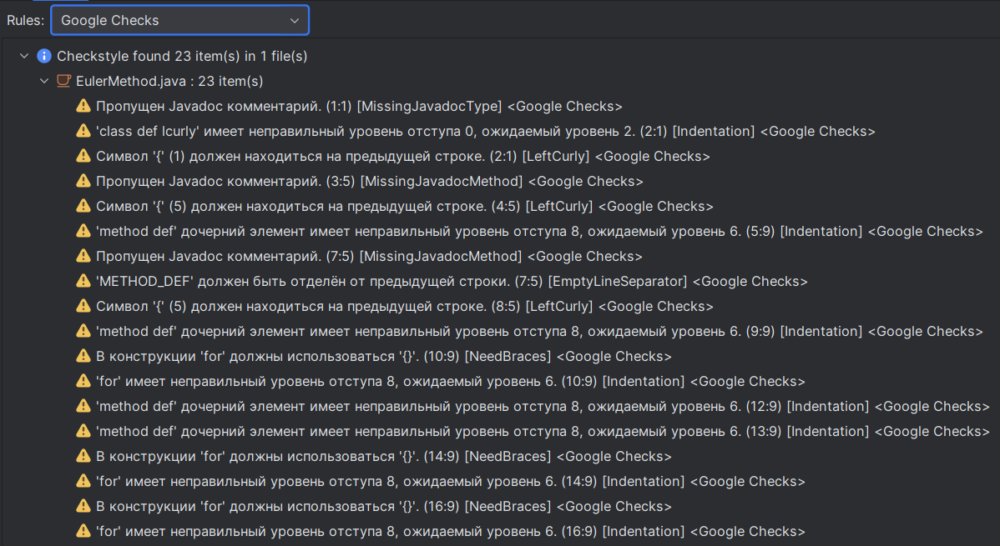 Rules: Google Checks
Checkstyle found 23 item(s) in 1 file(s)
EulerMethod.java : 23 item(s)
Пропущен Javadoc комментарий. (1:1) [MissingJavadocType] <Google Checks>
'class def lcurly' имеет неправильный уровень отступа 0, ожидаемый уровень 2. (2:1) [Indentation] <Google Checks>
Символ '{' (1) должен находиться на предыдущей строке. (2:1) [LeftCurly] <Google Checks>
Пропущен Javadoc комментарий. (3:5) [MissingJavadocMethod] <Google Checks>
Символ '{' (5) должен находиться на предыдущей строке. (4:5) [LeftCurly] <Google Checks>
'method def' дочерний элемент имеет неправильный уровень отступа 8, ожидаемый уровень 6. (5:9) [Indentation] <Google Checks>
Пропущен Javadoc комментарий. (7:5) [MissingJavadocMethod] <Google Checks>
'METHOD_DEF' должен быть отделён от предыдущей строки. (7:5) [EmptyLineSeparator] <Google Checks>
Символ '{' (5) должен находиться на предыдущей строке. (8:5) [LeftCurly] <Google Checks>
'method def' дочерний элемент имеет неправильный уровень отступа 8, ожидаемый уровень 6. (9:9) [Indentation] <Google Checks>
В конструкции 'for' должны использоваться '{}'. (10:9) [NeedBraces] <Google Checks>
'for' имеет неправильный уровень отступа 8, ожидаемый уровень 6. (10:9) [Indentation] <Google Checks>
'method def' дочерний элемент имеет неправильный уровень отступа 8, ожидаемый уровень 6. (12:9) [Indentation] <Google Checks>
'method def' дочерний элемент имеет неправильный уровень отступа 8, ожидаемый уровень 6. (13:9) [Indentation] <Google Checks>
В конструкции 'for' должны использоваться '{}'. (14:9) [NeedBraces] <Google Checks>
'for' имеет неправильный уровень отступа 8, ожидаемый уровень 6. (14:9) [Indentation] <Google Checks>
В конструкции 'for' должны использоваться '{}'. (16:9) [NeedBraces] <Google Checks>
'for' имеет неправильный уровень отступа 8, ожидаемый уровень 6. (16:9) [Indentation] <Google Checks>